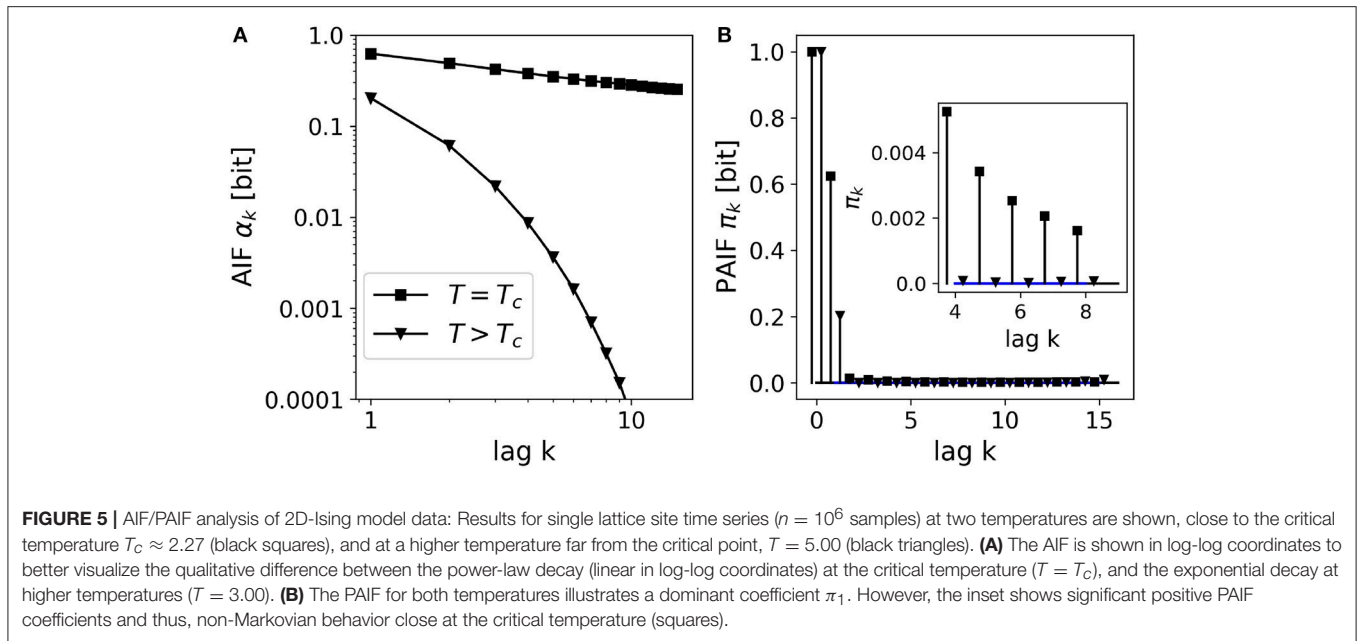 A
1.0
0.1
0.01
0.001
0.0001
AIF α_k [bit]
T = T_c
T > T_c
1
10
lag k
B
1.0
0.8
0.6
0.4
0.2
0.0
PAIF π_k [bit]
0
5
10
15
lag k
0.004
0.002
0.0
π_k
4
6
8
lag k
FIGURE 5 | AIF/PAIF analysis of 2D-Ising model data: Results for single lattice site time series (n = 10⁶ samples) at two temperatures are shown, close to the critical
temperature T_c ≈ 2.27 (black squares), and at a higher temperature far from the critical point, T = 5.00 (black triangles). (A) The AIF is shown in log-log coordinates to
better visualize the qualitative difference between the power-law decay (linear in log-log coordinates) at the critical temperature (T = T_c), and the exponential decay at
higher temperatures (T = 3.00). (B) The PAIF for both temperatures illustrates a dominant coefficient π₁. However, the inset shows significant positive PAIF
coefficients and thus, non-Markovian behavior close at the critical temperature (squares).